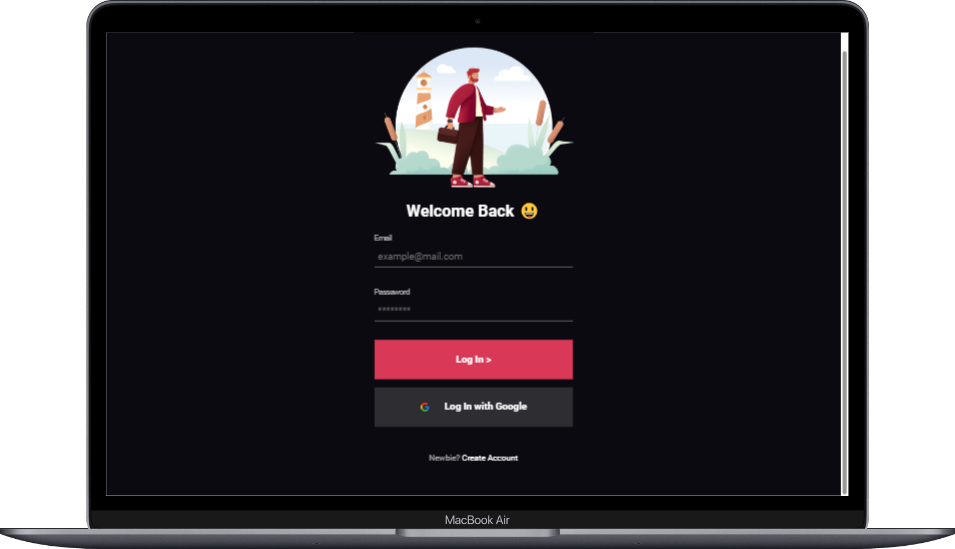 Welcome Back 😃
Email
example@mail.com
Password
********
Log In >
Log In with Google
Newbie? Create Account
MacBook Air